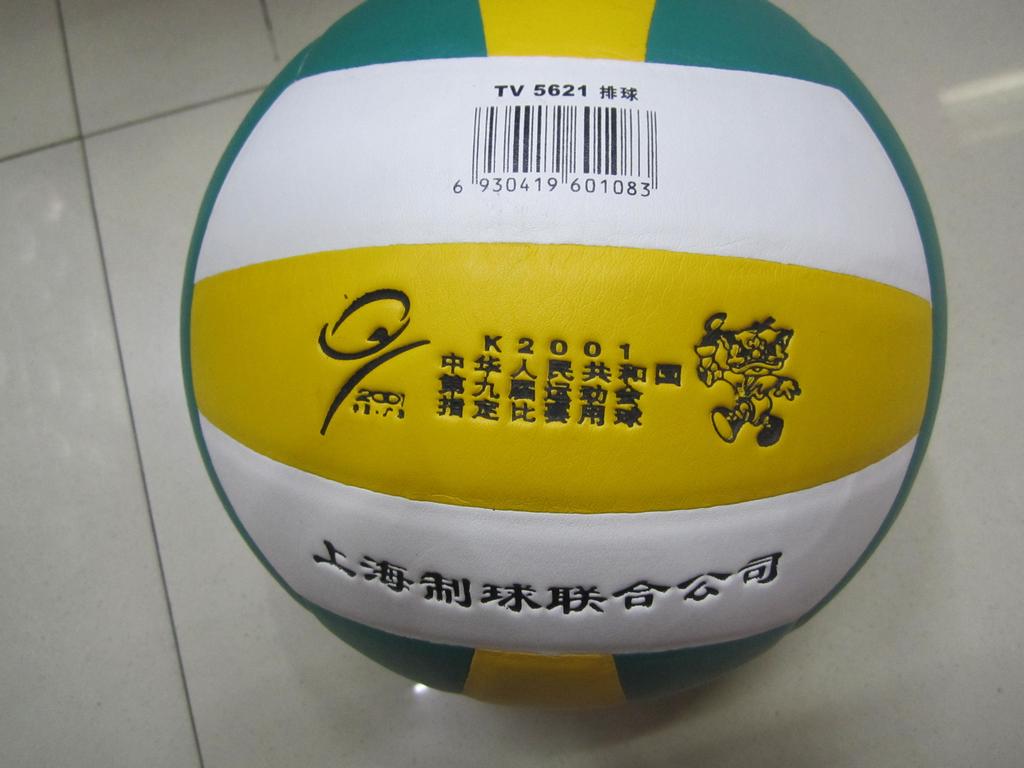 TV 5621 排球
6 930419 601083
K2001
中华人民共和国
第九届运动会
指定比赛用球
上海制球联合公司